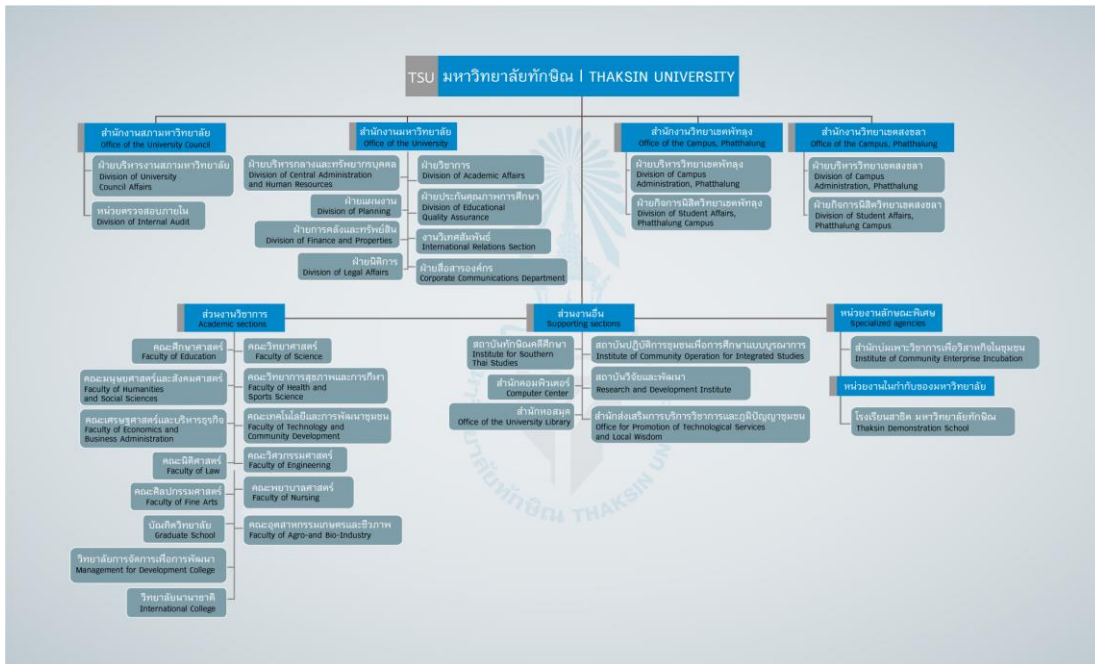 TSU มหาวิทยาลัยทักษิณ | THAKSIN UNIVERSITY
สำนักงานสภามหาวิทยาลัย
Office of the University Council
ฝ่ายบริหารงานสภามหาวิทยาลัย
Division of University
Council Affairs
หน่วยตรวจสอบภายใน
Division of Internal Audit
สำนักงานมหาวิทยาลัย
Office of the University
ฝ่ายบริหารกลางและทรัพยากรบุคคล
Division of Central Administration
and Human Resources
ฝ่ายแผนงาน
Division of Planning
ฝ่ายการคลังและทรัพย์สิน
Division of Finance and Properties
ฝ่ายนิติการ
Division of Legal Affairs
ฝ่ายวิชาการ
Division of Academic Affairs
ฝ่ายประกันคุณภาพการศึกษา
Division of Educational
Quality Assurance
งานวิเทศสัมพันธ์
International Relations Section
ฝ่ายสื่อสารองค์กร
Corporate Communications Department
สำนักงานวิทยาเขตพัทลุง
Office of the Campus, Phatthalung
ฝ่ายบริหารวิทยาเขตพัทลุง
Division of Campus
Administration, Phatthalung
ฝ่ายกิจการนิสิตวิทยาเขตพัทลุง
Division of Student Affairs,
Phatthalung Campus
สำนักงานวิทยาเขตสงขลา
Office of the Campus, Phatthalung
ฝ่ายบริหารวิทยาเขตสงขลา
Division of Campus
Administration, Phatthalung
ฝ่ายกิจการนิสิตวิทยาเขตสงขลา
Division of Student Affairs,
Phatthalung Campus
ส่วนงานวิชาการ
Academic sections
คณะศึกษาศาสตร์
Faculty of Education
คณะมนุษยศาสตร์และสังคมศาสตร์
Faculty of Humanities
and Social Sciences
คณะเศรษฐศาสตร์และบริหารธุรกิจ
Faculty of Economics and
Business Administration
คณะนิติศาสตร์
Faculty of Law
คณะศิลปกรรมศาสตร์
Faculty of Fine Arts
บัณฑิตวิทยาลัย
Graduate School
วิทยาลัยการจัดการเพื่อการพัฒนา
Management for Development College
วิทยาลัยนานาชาติ
International College
คณะวิทยาศาสตร์
Faculty of Science
คณะวิทยาการสุขภาพและการกีฬา
Faculty of Health and
Sports Science
คณะเทคโนโลยีและการพัฒนาชุมชน
Faculty of Technology and
Community Development
คณะวิศวกรรมศาสตร์
Faculty of Engineering
คณะพยาบาลศาสตร์
Faculty of Nursing
คณะอุตสาหกรรมเกษตรและชีวภาพ
Faculty of Agro-and Bio-Industry
ส่วนงานอื่น
Supporting sections
สถาบันทักษิณคดีศึกษา
Institute for Southern
Thai Studies
สำนักคอมพิวเตอร์
Computer Center
สำนักหอสมุด
Office of the University Library
สถาบันปฏิบัติการชุมชนเพื่อการศึกษาแบบบูรณาการ
Institute of Community Operation for Integrated Studies
สถาบันวิจัยและพัฒนา
Research and Development Institute
สำนักส่งเสริมการบริการวิชาการและภูมิปัญญาชุมชน
Office for Promotion of Technological Services
and Local Wisdom
หน่วยงานลักษณะพิเศษ
Specialized agencies
สำนักบ่มเพาะวิชาการเพื่อวิสาหกิจในชุมชน
Institute of Community Enterprise Incubation
หน่วยงานในกำกับของมหาวิทยาลัย
โรงเรียนสาธิต มหาวิทยาลัยทักษิณ
Thaksin Demonstration School